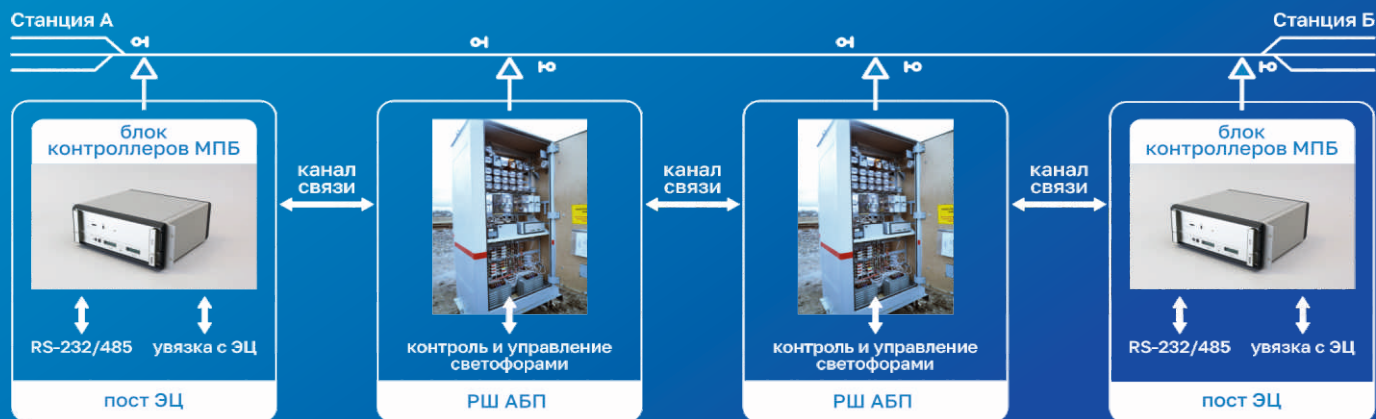 Станция А
Станция Б
блок
контроллеров МПБ
RS-232/485
увязка с ЭЦ
пост ЭЦ
канал
связи
контроль и управление
светофорами
РШ АБП
канал
связи
контроль и управление
светофорами
РШ АБП
канал
связи
блок
контроллеров МПБ
RS-232/485
увязка с ЭЦ
пост ЭЦ